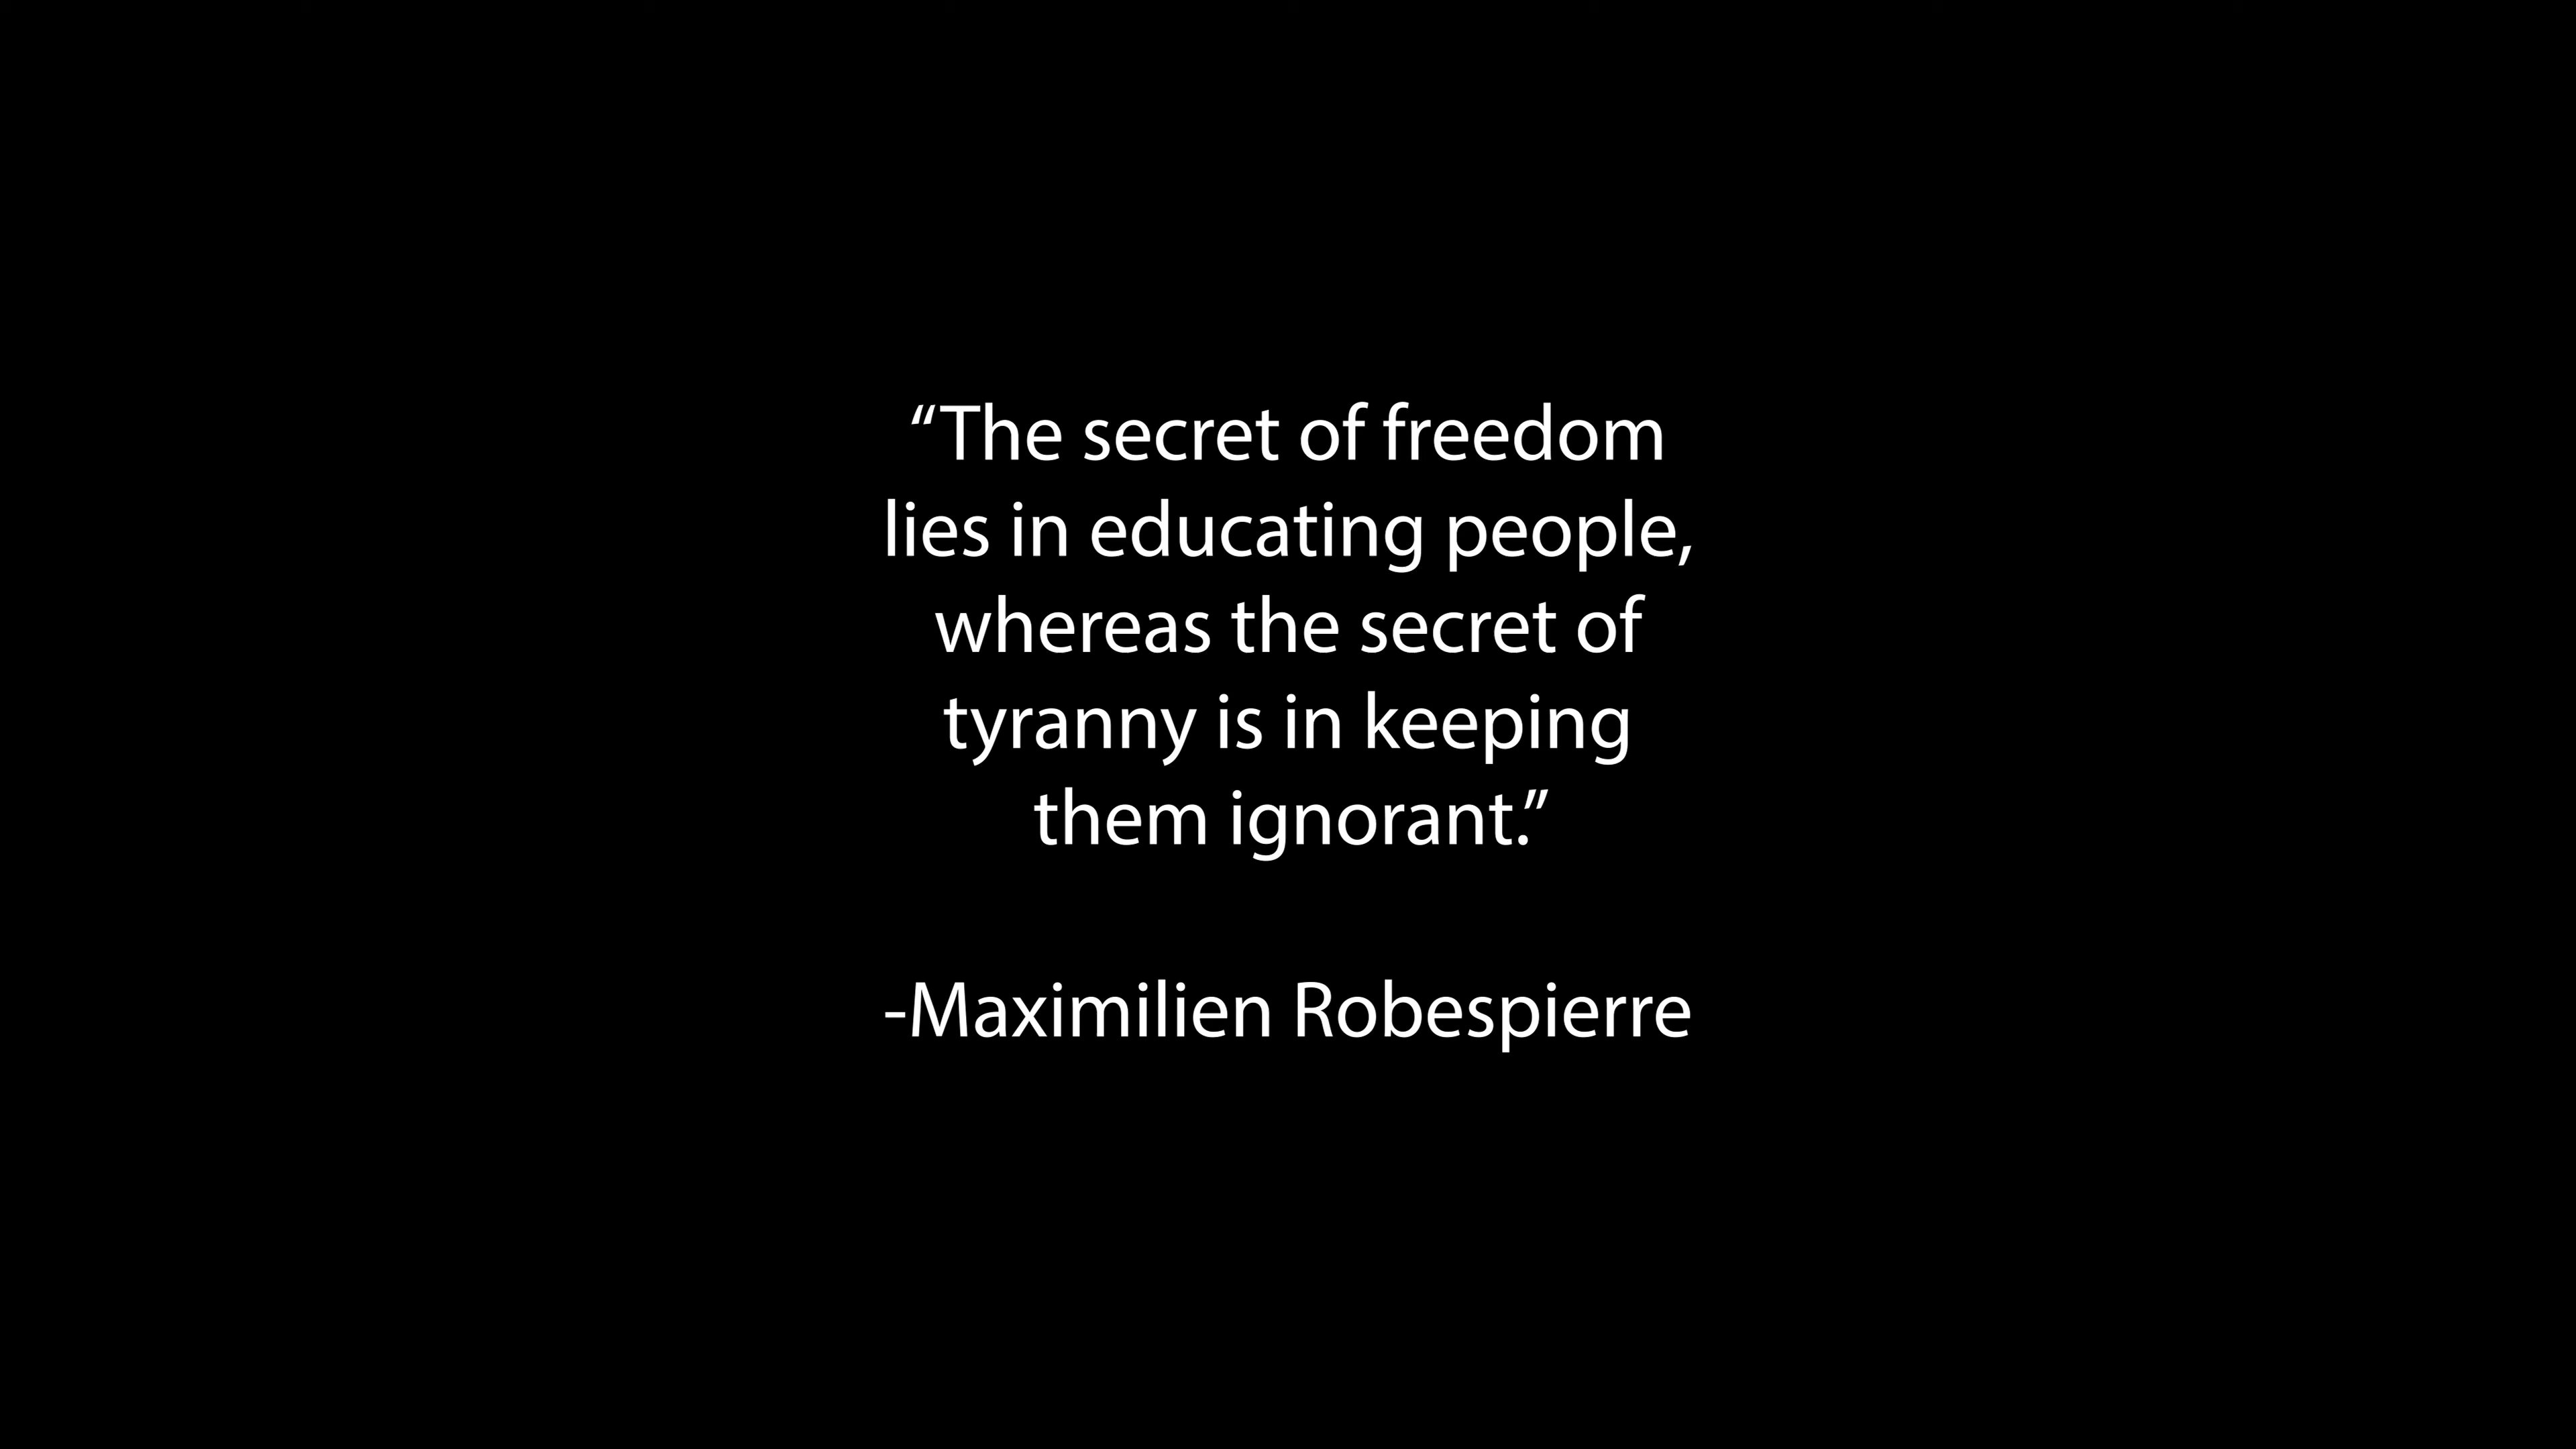 “The secret of freedom
lies in educating people,
whereas the secret of
tyranny is in keeping
them ignorant.”
-Maximilien Robespierre